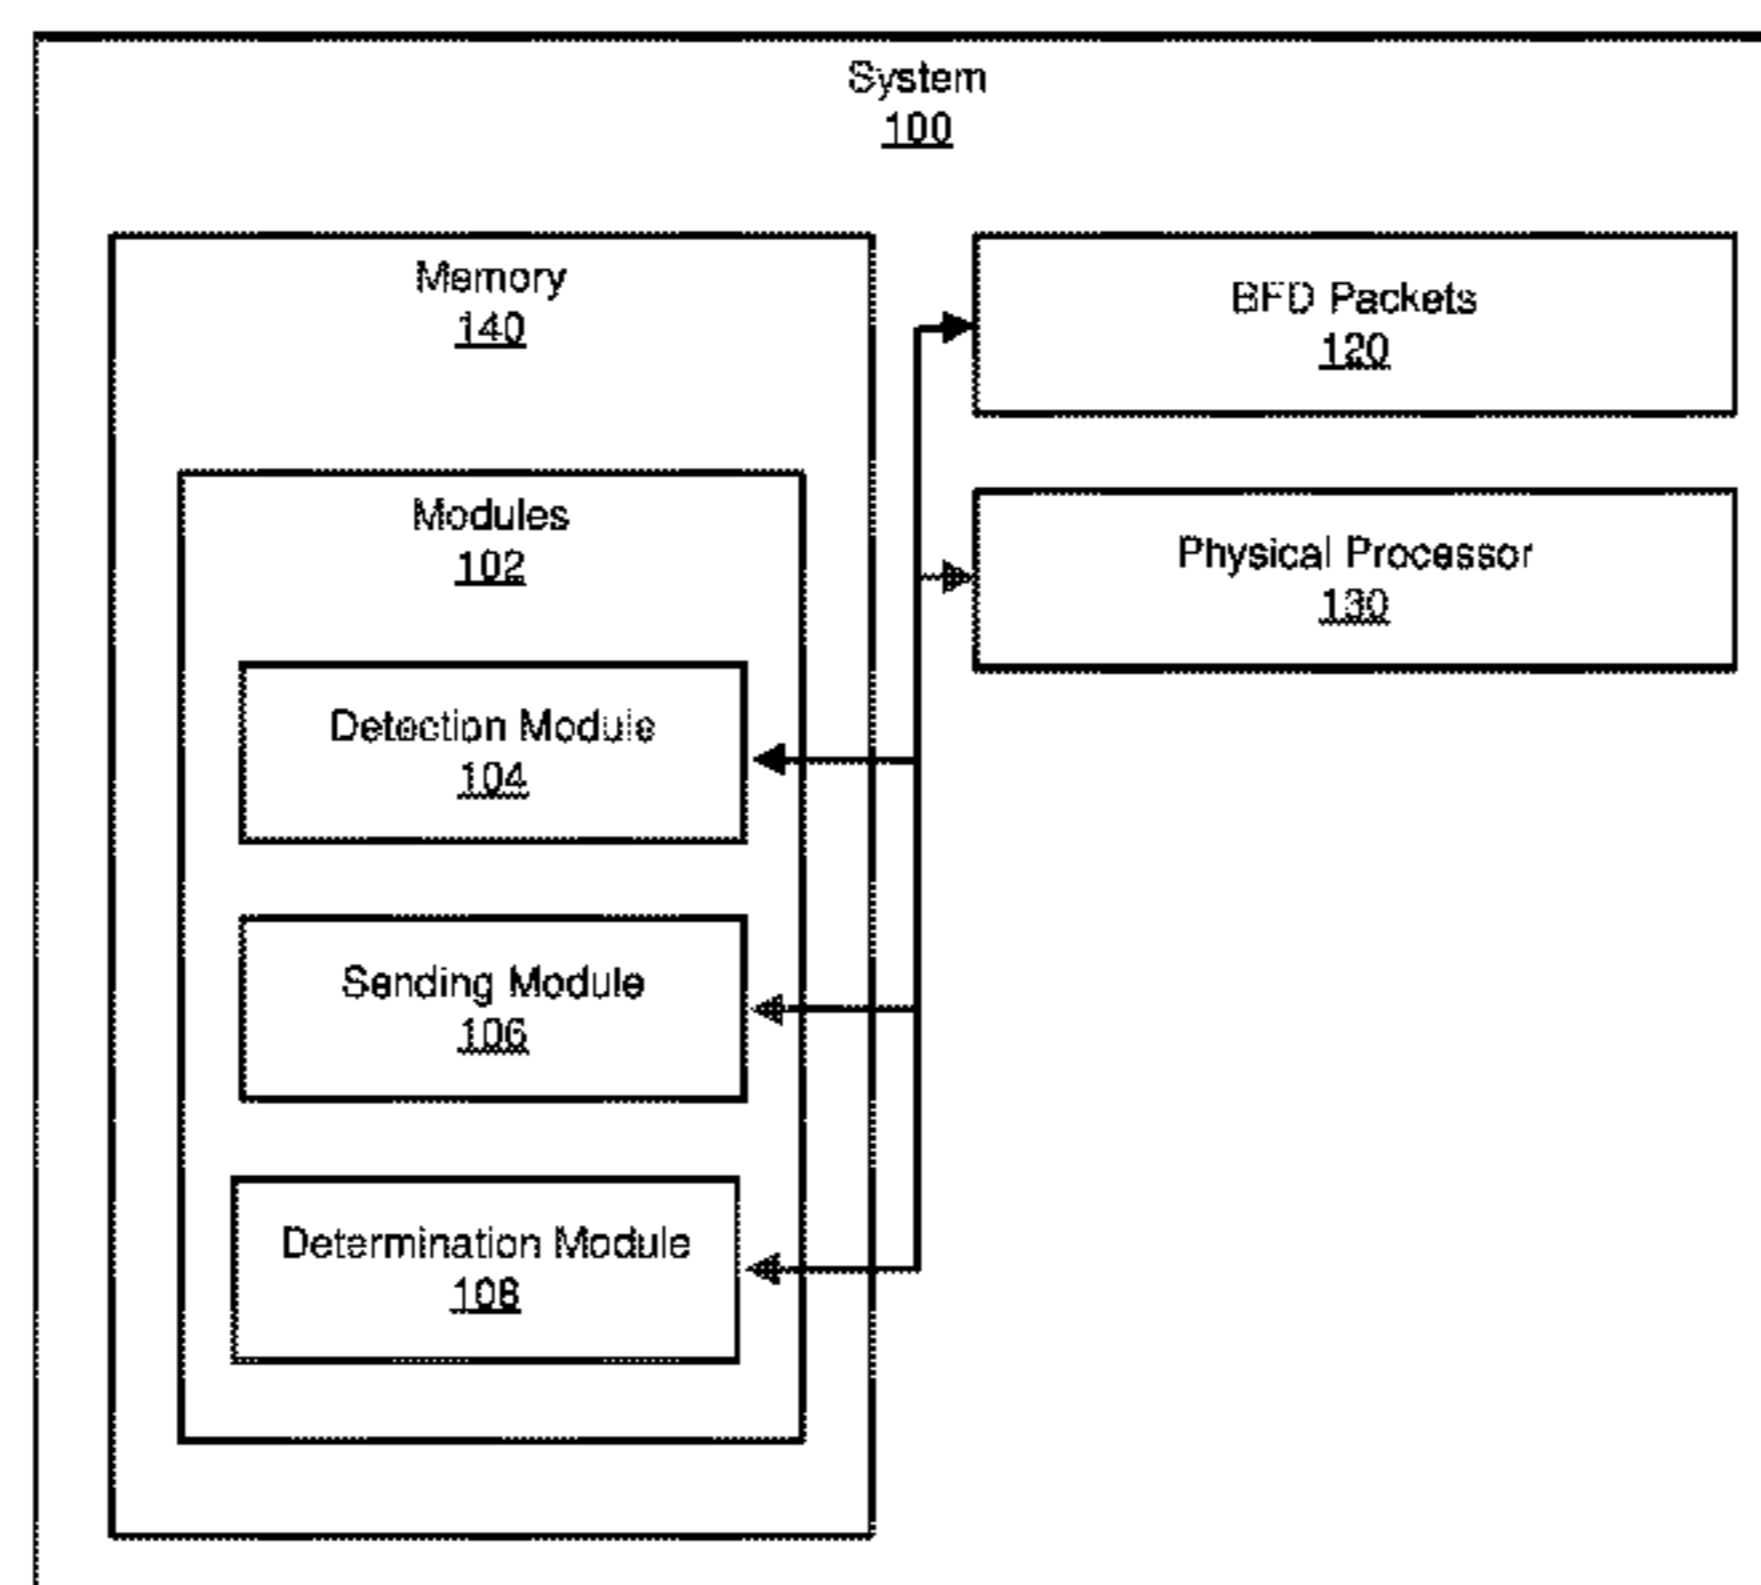 System
100
Memory
140
BFD Packets
120
Modules
102
Physical Processor
130
Detection Module
104
Sending Module
106
Determination Module
108